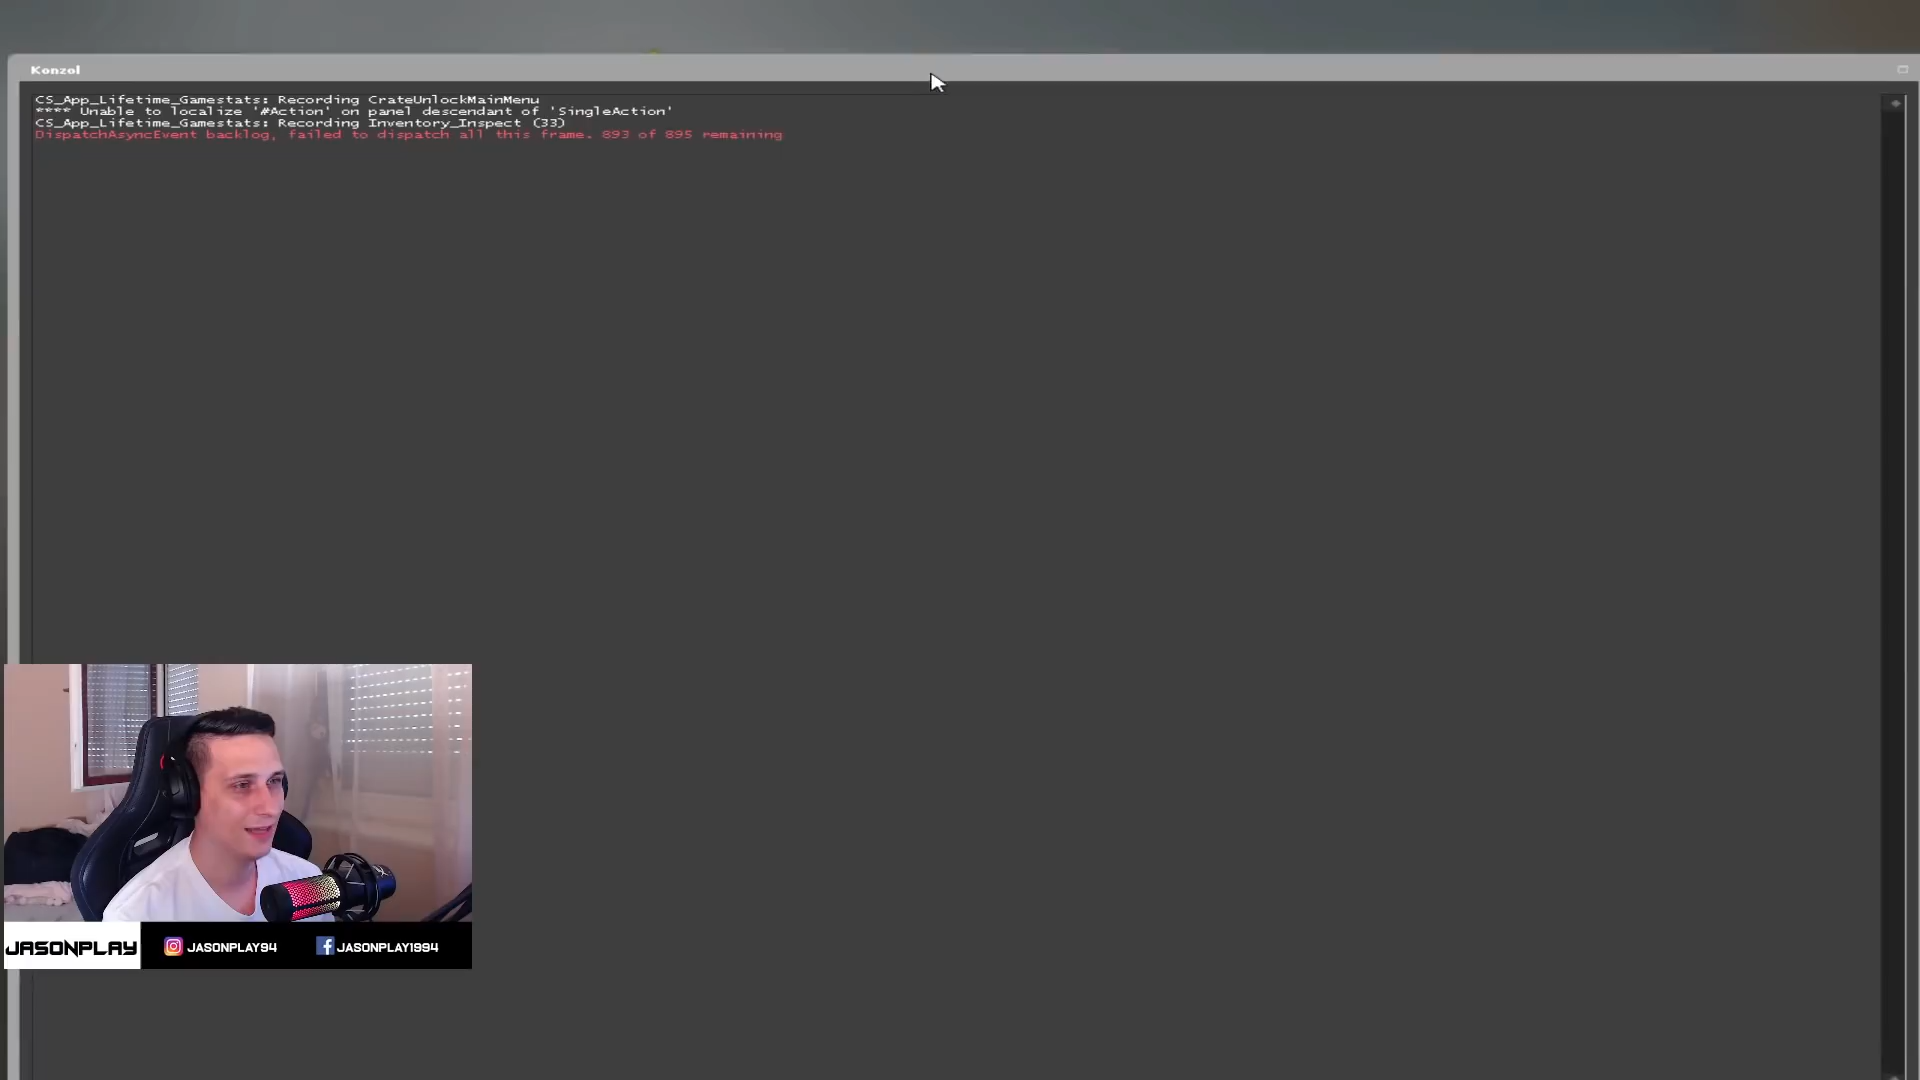 Konzol
CS_App_Lifetime_Gamestats: Recording CrateUnlockMainMenu
**** Unable to localize '#Action' on panel descendant of 'SingleAction'
CS_App_Lifetime_Gamestats: Recording Inventory_Inspect (33)
DispatchAsyncEvent backlog, failed to dispatch all this frame. 893 of 895 remaining
JASONPLAY
JASONPLAY94
JASONPLAY1994